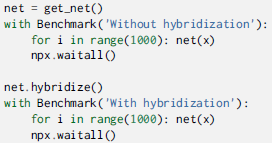 net = get_net()
with Benchmark('Without hybridization'):
    for i in range(1000): net(x)
    npx.waitall()

net.hybridize()
with Benchmark('With hybridization'):
    for i in range(1000): net(x)
    npx.waitall()